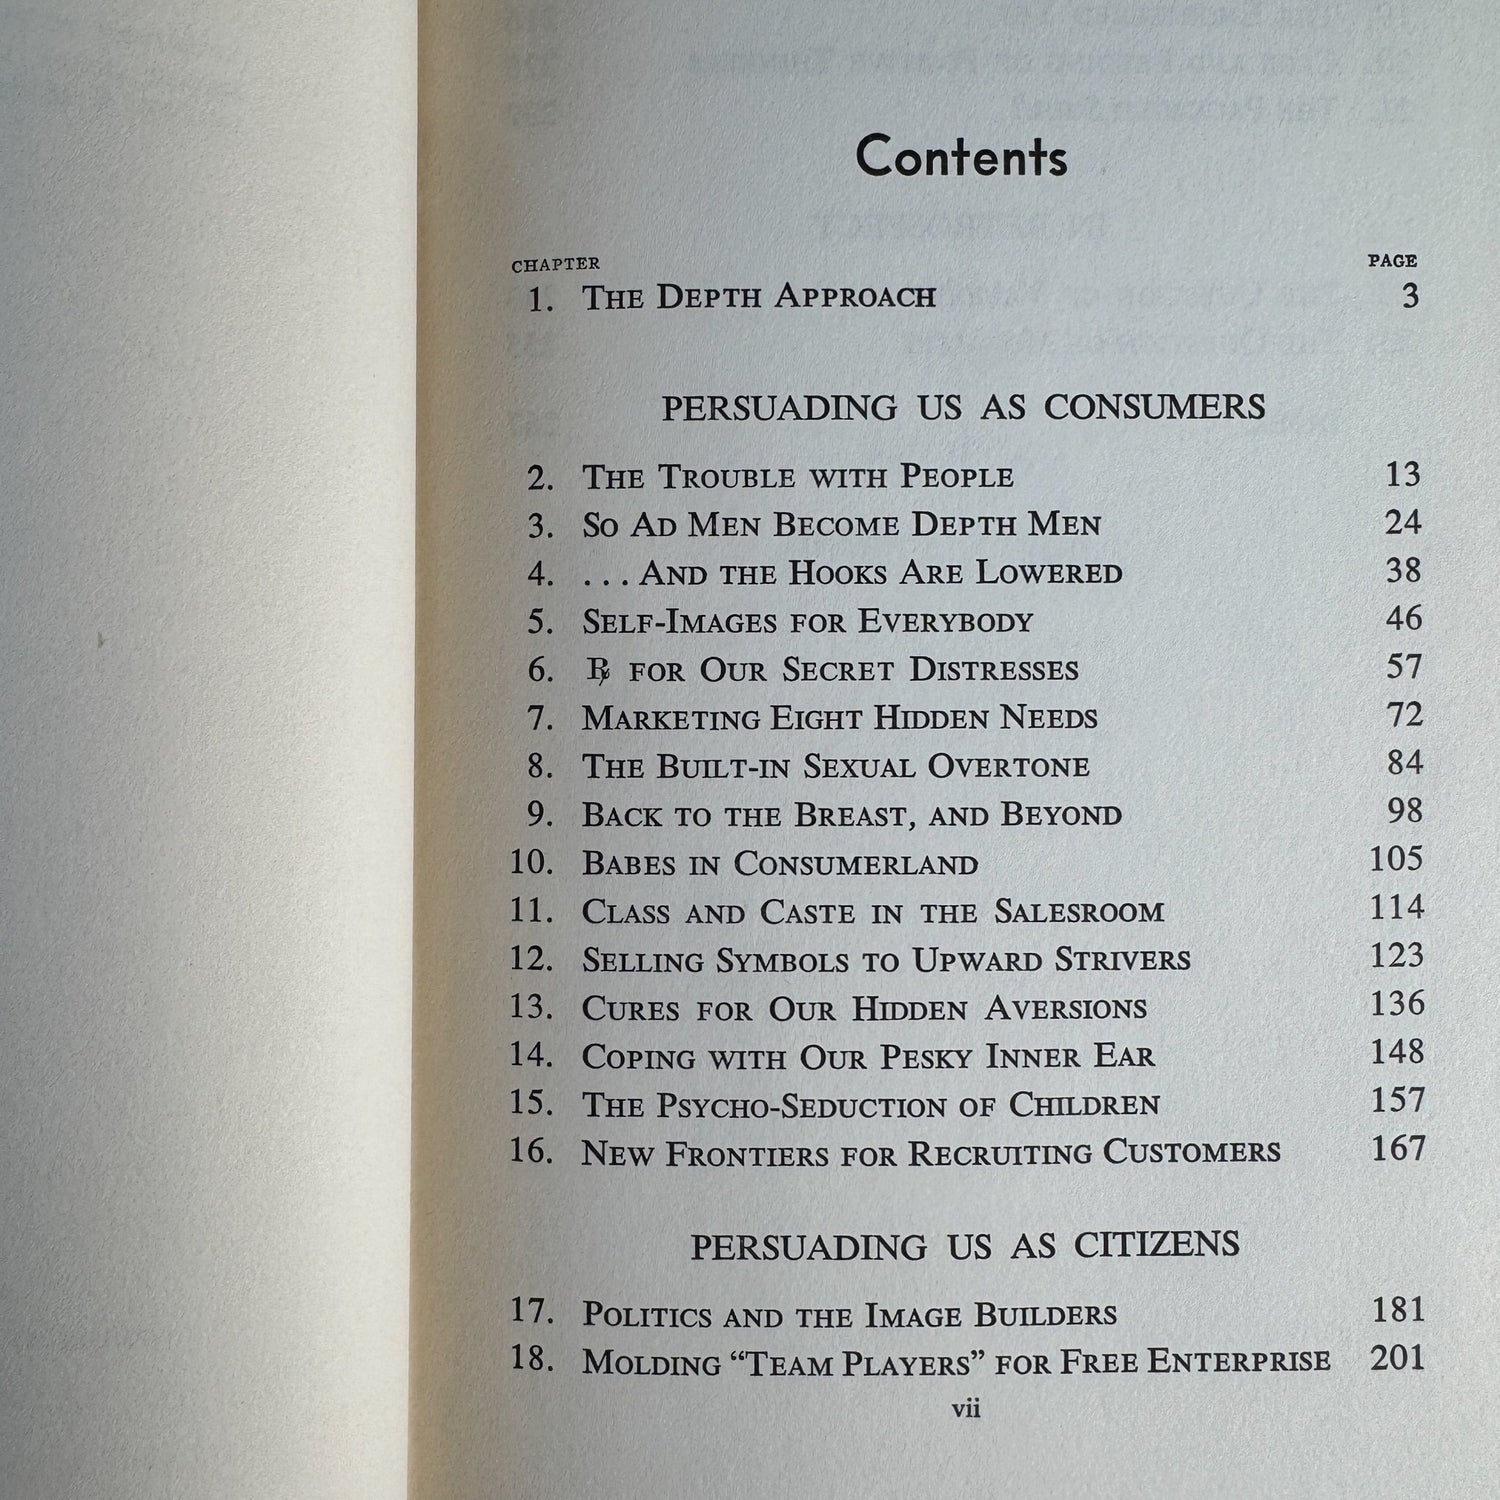 Contents
CHAPTER PAGE
1. THE DEPTH APPROACH 3
PERSUADING US AS CONSUMERS
2. THE TROUBLE WITH PEOPLE 13
3. SO AD MEN BECOME DEPTH MEN 24
4. ... AND THE HOOKS ARE LOWERED 38
5. SELF-IMAGES FOR EVERYBODY 46
6. ℞ FOR OUR SECRET DISTRESSES 57
7. MARKETING EIGHT HIDDEN NEEDS 72
8. THE BUILT-IN SEXUAL OVERTONE 84
9. BACK TO THE BREAST, AND BEYOND 98
10. BABES IN CONSUMERLAND 105
11. CLASS AND CASTE IN THE SALESROOM 114
12. SELLING SYMBOLS TO UPWARD STRIVERS 123
13. CURES FOR OUR HIDDEN AVERSIONS 136
14. COPING WITH OUR PESKY INNER EAR 148
15. THE PSYCHO-SEDUCTION OF CHILDREN 157
16. NEW FRONTIERS FOR RECRUITING CUSTOMERS 167
PERSUADING US AS CITIZENS
17. POLITICS AND THE IMAGE BUILDERS 181
18. MOLDING “TEAM PLAYERS” FOR FREE ENTERPRISE 201
vii